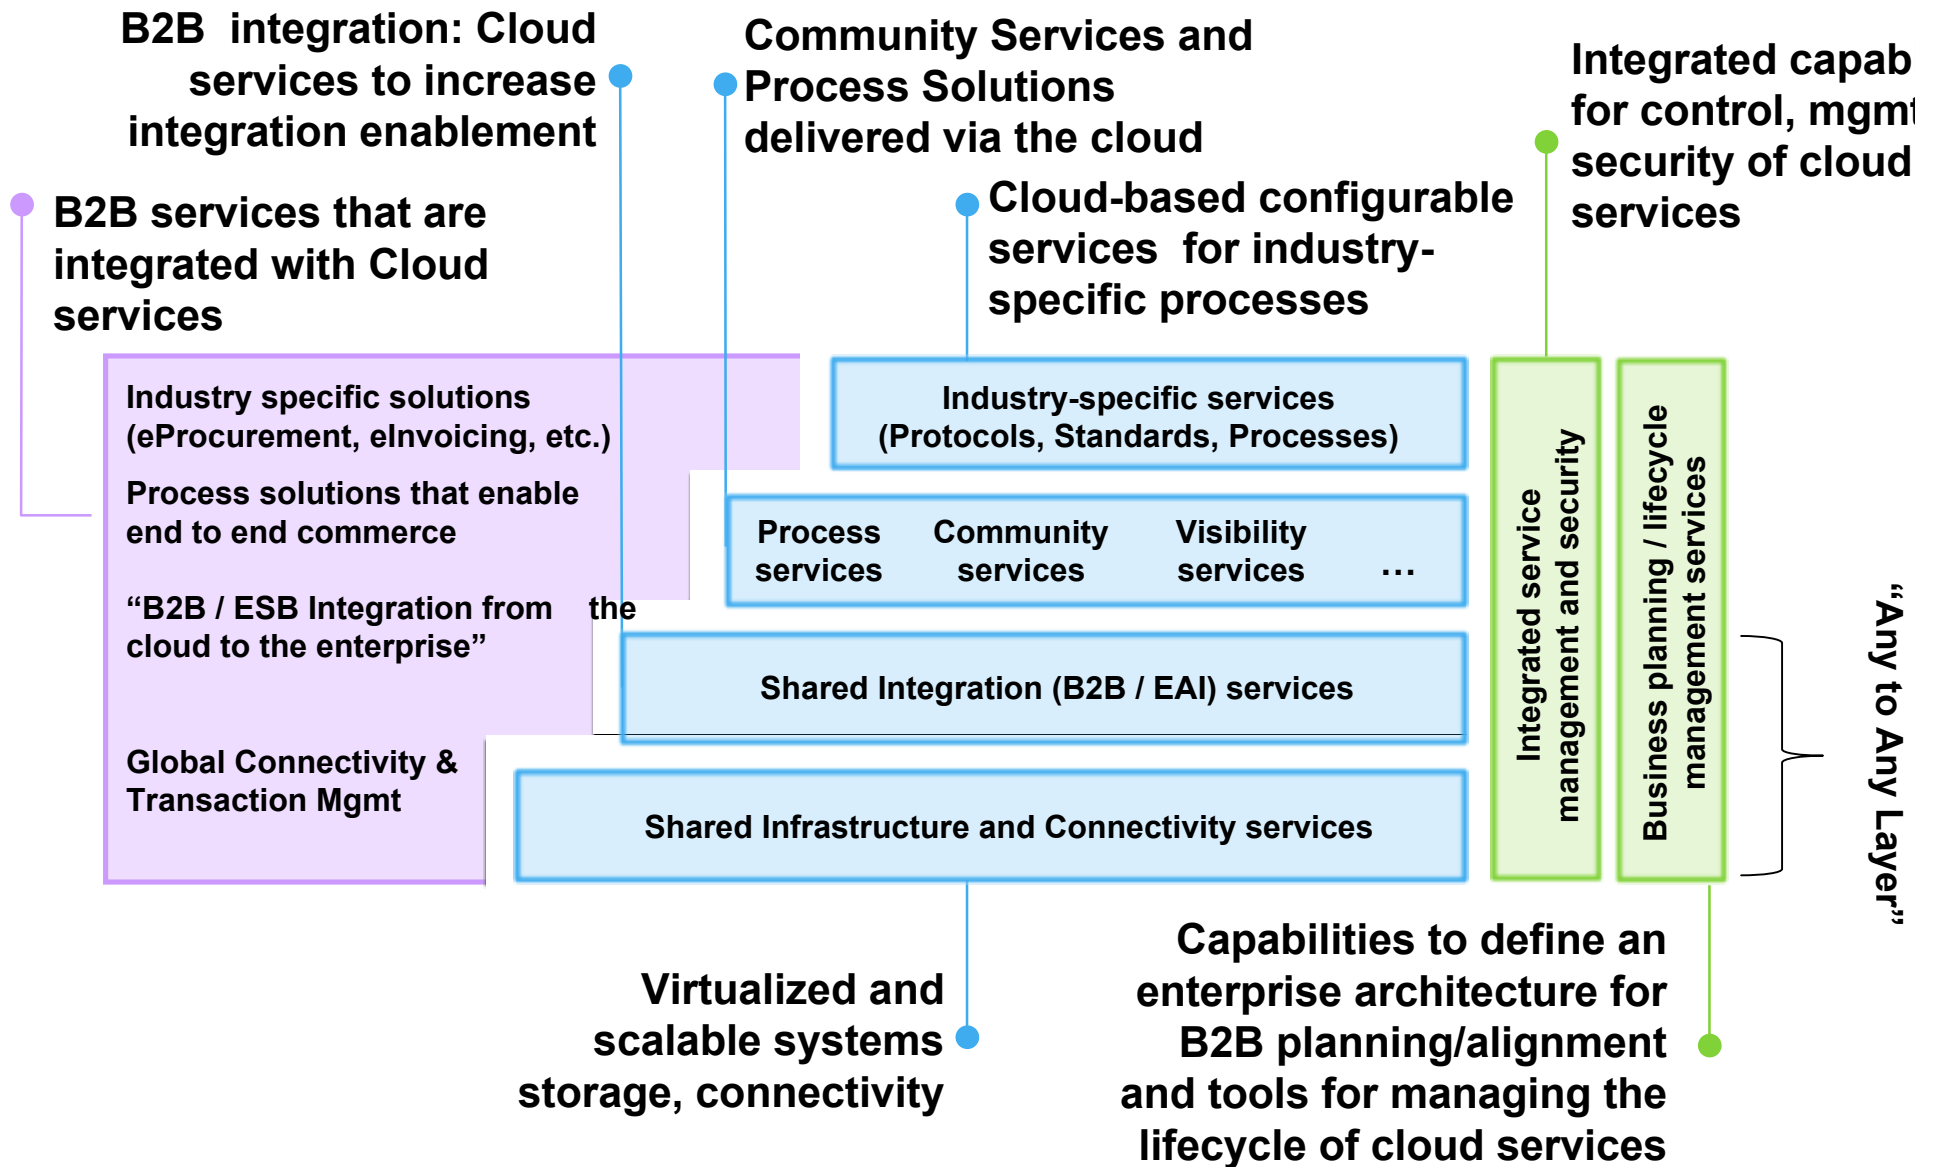 B2B  integration: Cloud
services to increase
integration enablement
Community Services and
Process Solutions
delivered via the cloud
Integrated capab
for control, mgmt
security of cloud
services
B2B services that are
integrated with Cloud
services
Cloud-based configurable
services  for industry-
specific processes
Industry specific solutions
(eProcurement, eInvoicing, etc.)
Process solutions that enable
end to end commerce
“B2B / ESB Integration from    the
cloud to the enterprise”
Global Connectivity &
Transaction Mgmt
Industry-specific services
(Protocols, Standards, Processes)
Process
services
Community
services
Visibility
services
…
Shared Integration (B2B / EAI) services
Shared Infrastructure and Connectivity services
Integrated service
management and security
Business planning / lifecycle
management services
“Any to Any Layer”
Virtualized and
scalable systems
storage, connectivity
Capabilities to define an
enterprise architecture for
B2B planning/alignment
and tools for managing the
lifecycle of cloud services